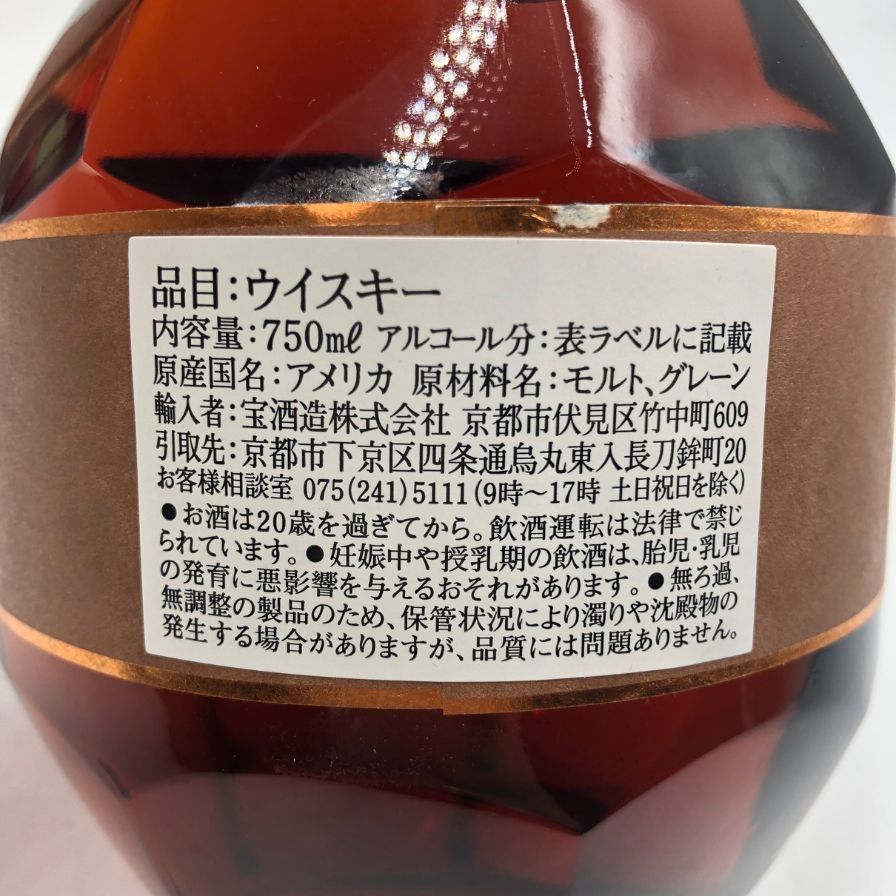 品目：ウイスキー
内容量：750mℓ アルコール分：表ラベルに記載
原産国名：アメリカ 原材料名：モルト、グレーン
輸入者：宝酒造株式会社 京都市伏見区竹中町609
引取先：京都市下京区四条通烏丸東入長刀鉾町20
お客様相談室 075(241)5111(9時～17時 土日祝日を除く)
●お酒は20歳を過ぎてから。飲酒運転は法律で禁じ
られています。●妊娠中や授乳期の飲酒は、胎児・乳児
の発育に悪影響を与えるおそれがあります。●無ろ過、
無調整の製品のため、保管状況により濁りや沈殿物の
発生する場合がありますが、品質には問題ありません。